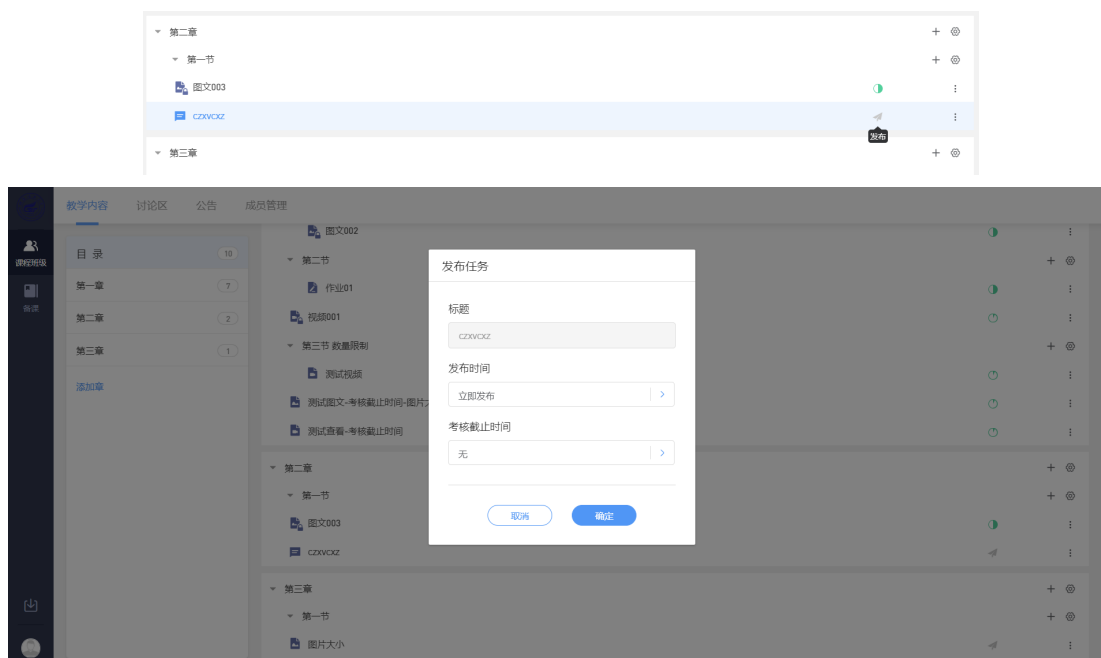 第二章
第一节
图文003
czxvcxz
发布
第三章
教学内容 讨论区 公告 成员管理
课程班级
备课
目 录 10
第一章 7
第二章 2
第三章 1
添加章
图文002
第二节
作业01
视频001
第三节 数量限制
测试视频
测试图文-考核截止时间-图片
测试查看-考核截止时间
第二章
第一节
图文003
czxvcxz
第三章
第一节
图片大小
发布任务
标题
czxvcxz
发布时间
立即发布
考核截止时间
无
取消 确定